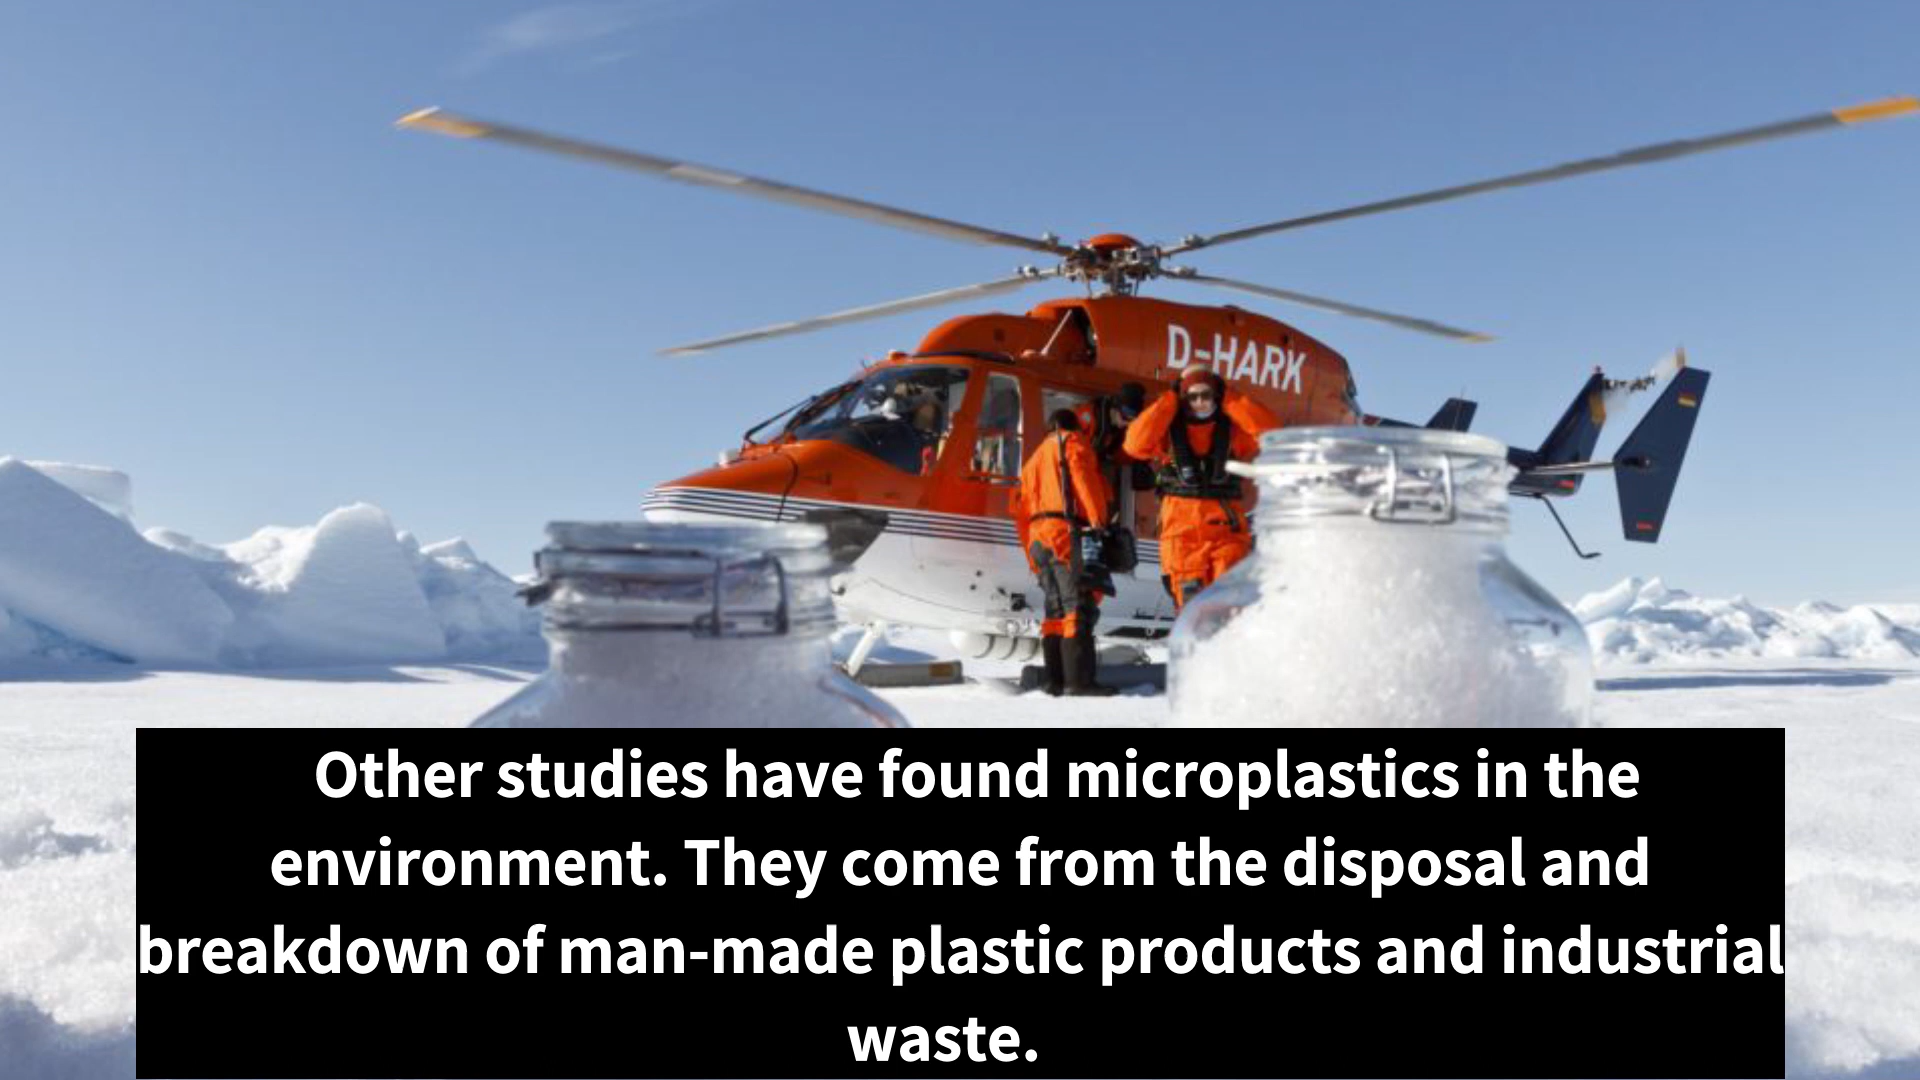 D-HARK
Other studies have found microplastics in the
environment. They come from the disposal and
breakdown of man-made plastic products and industrial
waste.